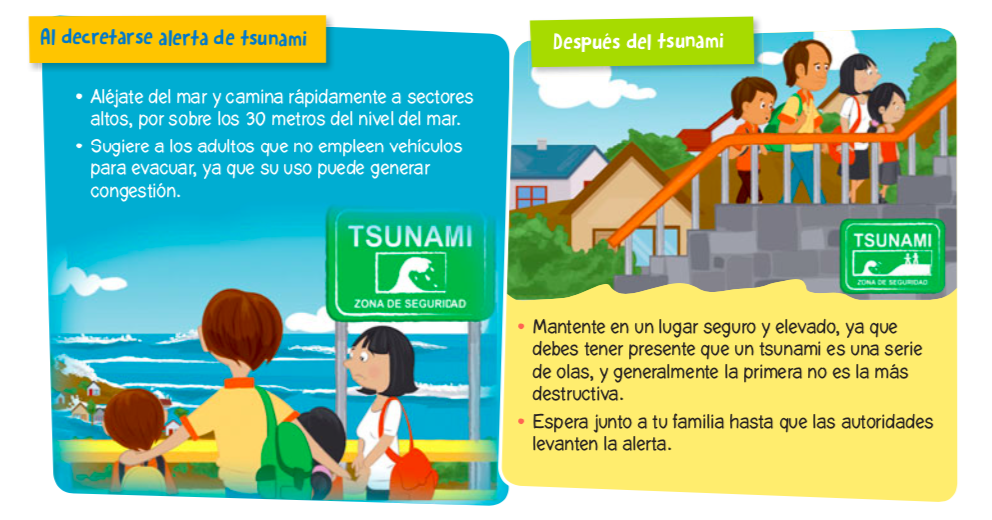 Al decretarse alerta de tsunami
• Aléjate del mar y camina rápidamente a sectores
altos, por sobre los 30 metros del nivel del mar.
• Sugiere a los adultos que no empleen vehículos
para evacuar, ya que su uso puede generar
congestión.
TSUNAMI
ZONA DE SEGURIDAD
Después del tsunami
TSUNAMI
ZONA DE SEGURIDAD
• Mantente en un lugar seguro y elevado, ya que
debes tener presente que un tsunami es una serie
de olas, y generalmente la primera no es la más
destructiva.
• Espera junto a tu familia hasta que las autoridades
levanten la alerta.